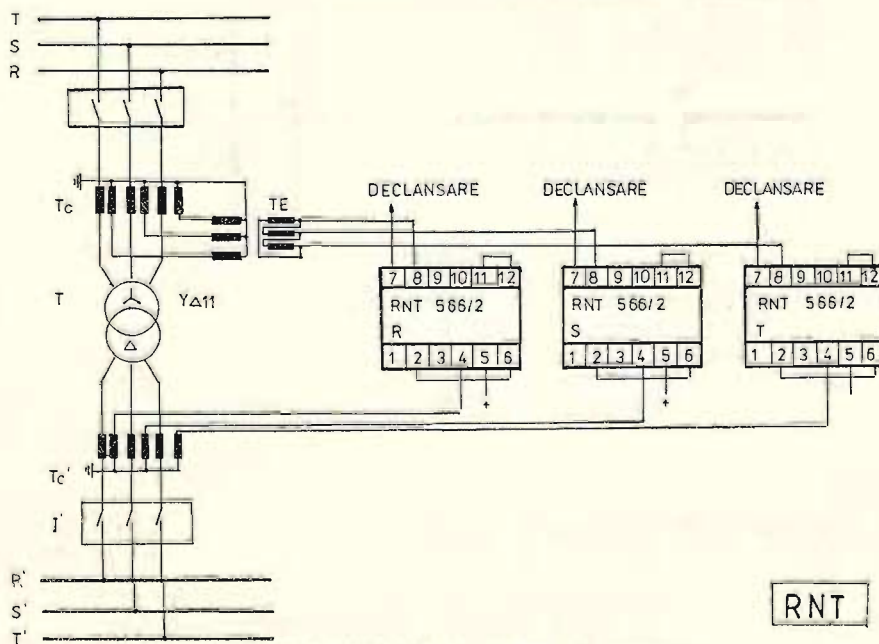 T
S
R
Tc
TE
DECLANSARE
DECLANSARE
DECLANSARE
7 8 9 10 11 12
RNT 566/2
R
1 2 3 4 5 6
+
7 8 9 10 11 12
RNT 566/2
S
1 2 3 4 5 6
+
7 8 9 10 11 12
RNT 566/2
T
1 2 3 4 5 6
T
Y△11
△
Tc'
I'
R'
S'
T'
RNT